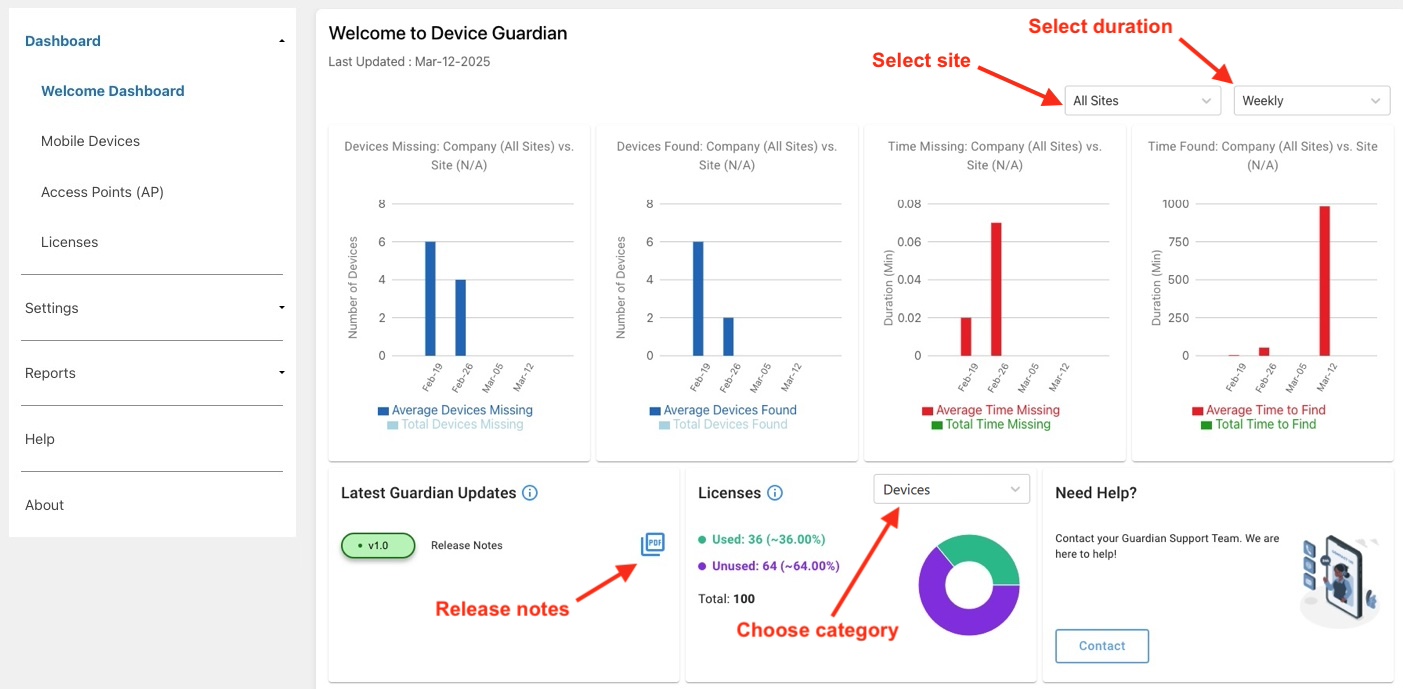 Dashboard
Welcome Dashboard
Mobile Devices
Access Points (AP)
Licenses
Settings
Reports
Help
About
Welcome to Device Guardian
Last Updated : Mar-12-2025
Select site
Select duration
All Sites
Weekly
Devices Missing: Company (All Sites) vs.
Site (N/A)
Number of Devices
8
6
4
2
0
Feb-19
Feb-26
Mar-05
Mar-12
Average Devices Missing
Total Devices Missing
Devices Found: Company (All Sites) vs.
Site (N/A)
Number of Devices
8
6
4
2
0
Feb-19
Feb-26
Mar-05
Mar-12
Average Devices Found
Total Devices Found
Time Missing: Company (All Sites) vs.
Site (N/A)
Duration (Min)
0.08
0.06
0.04
0.02
0
Feb-19
Feb-26
Mar-05
Mar-12
Average Time Missing
Total Time Missing
Time Found: Company (All Sites) vs. Site
(N/A)
Duration (Min)
1000
750
500
250
0
Feb-19
Feb-26
Mar-05
Mar-12
Average Time to Find
Total Time to Find
Latest Guardian Updates
v1.0
Release Notes
PDF
Release notes
Licenses
Devices
Used: 36 (~36.00%)
Unused: 64 (~64.00%)
Total: 100
Choose category
Need Help?
Contact your Guardian Support Team. We are
here to help!
Contact